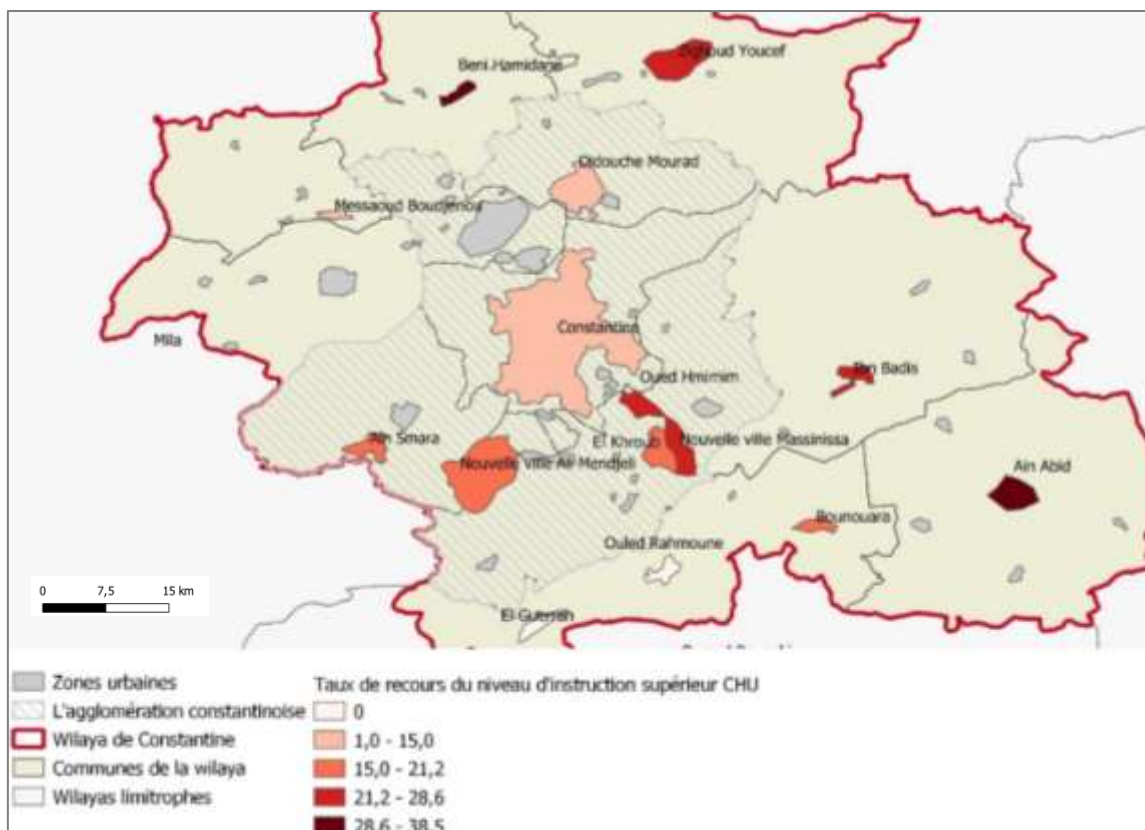 Zighoud Youcef
Beni Hamidane
Didouche Mourad
Messaoud Boudjeriou
Constantine
Mila
Oued Hmimim
Ibn Badis
Ain Smara
El Khroub
Nouvelle ville Massinissa
Nouvelle ville Ali Mendjeli
Ain Abid
Bounouara
Ouled Rahmoune
El Guerrah
0 7,5 15 km
Zones urbaines
L'agglomération constantinoise
Wilaya de Constantine
Communes de la wilaya
Wilayas limitrophes
Taux de recours du niveau d'instruction supérieur CHU
0
1,0 - 15,0
15,0 - 21,2
21,2 - 28,6
28,6 - 38,5